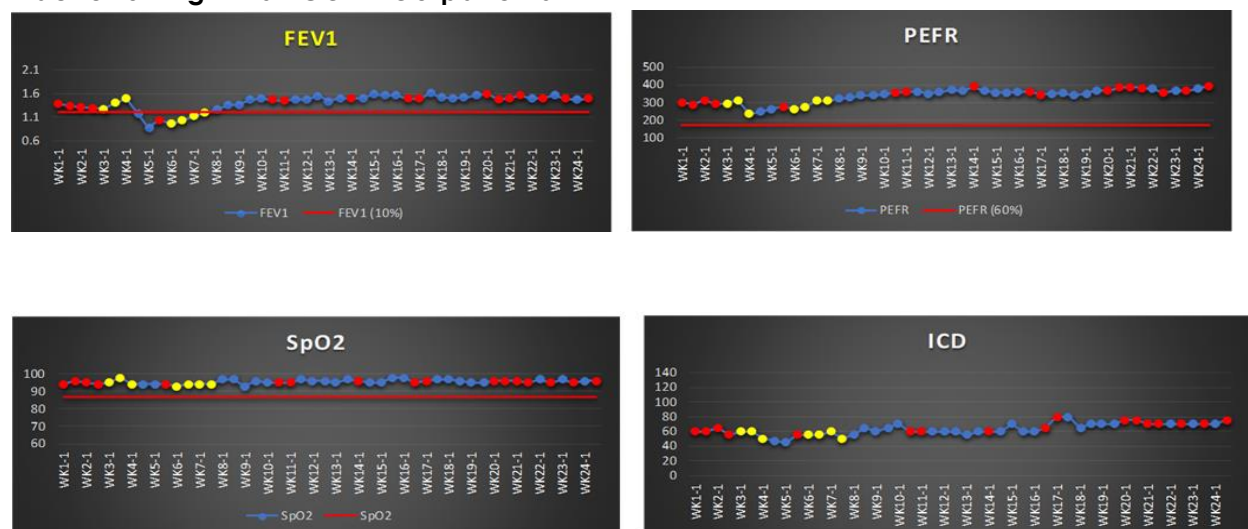 FEV1
2.1
1.6
1.1
0.6
WK1-1 WK2-1 WK3-1 WK4-1 WK5-1 WK6-1 WK7-1 WK8-1 WK9-1 WK10-1 WK11-1 WK12-1 WK13-1 WK14-1 WK15-1 WK16-1 WK17-1 WK18-1 WK19-1 WK20-1 WK21-1 WK22-1 WK23-1 WK24-1
FEV1 FEV1 (10%)
PEFR
500
400
300
200
100
WK1-1 WK2-1 WK3-1 WK4-1 WK5-1 WK6-1 WK7-1 WK8-1 WK9-1 WK10-1 WK11-1 WK12-1 WK13-1 WK14-1 WK15-1 WK16-1 WK17-1 WK18-1 WK19-1 WK20-1 WK21-1 WK22-1 WK23-1 WK24-1
PEFR PEFR (60%)
SpO2
100
90
80
70
60
WK1-1 WK2-1 WK3-1 WK4-1 WK5-1 WK6-1 WK7-1 WK8-1 WK9-1 WK10-1 WK11-1 WK12-1 WK13-1 WK14-1 WK15-1 WK16-1 WK17-1 WK18-1 WK19-1 WK20-1 WK21-1 WK22-1 WK23-1 WK24-1
SpO2 SpO2
ICD
140
120
100
80
60
40
20
0
WK1-1 WK2-1 WK3-1 WK4-1 WK5-1 WK6-1 WK7-1 WK8-1 WK9-1 WK10-1 WK11-1 WK12-1 WK13-1 WK14-1 WK15-1 WK16-1 WK17-1 WK18-1 WK19-1 WK20-1 WK21-1 WK22-1 WK23-1 WK24-1